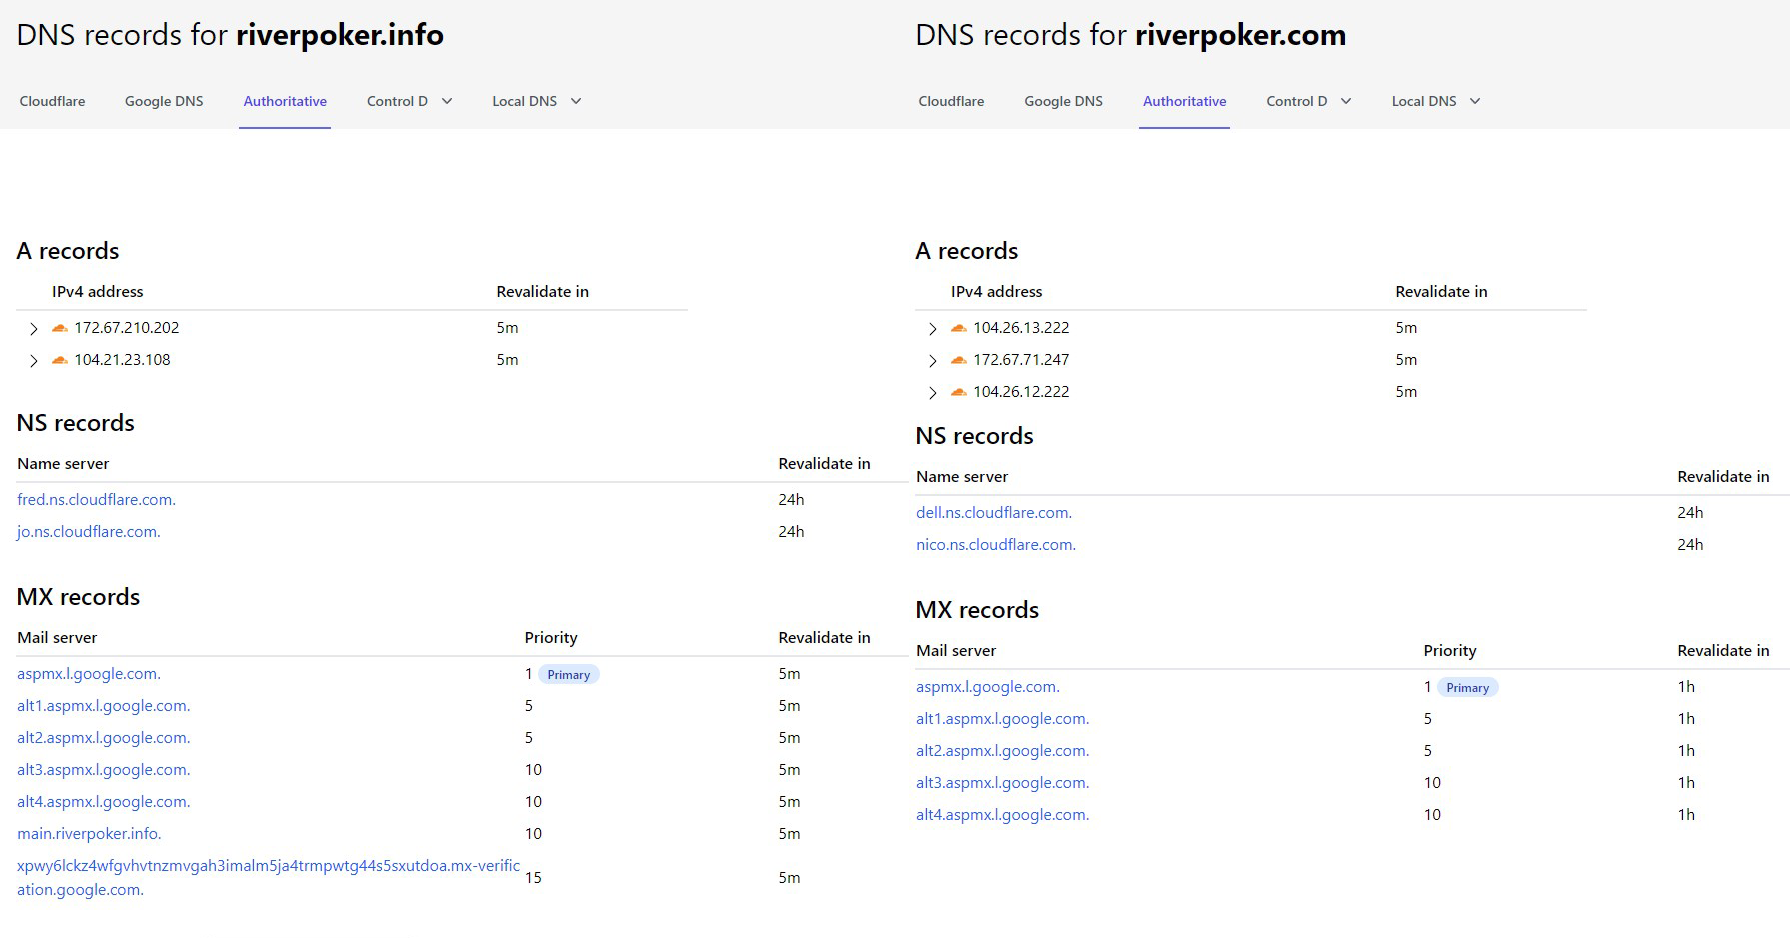 DNS records for riverpoker.info
Cloudflare Google DNS Authoritative Control D Local DNS
A records
IPv4 address Revalidate in
172.67.210.202 5m
104.21.23.108 5m
NS records
Name server Revalidate in
fred.ns.cloudflare.com. 24h
jo.ns.cloudflare.com. 24h
MX records
Mail server Priority Revalidate in
aspmx.l.google.com. 1 Primary 5m
alt1.aspmx.l.google.com. 5 5m
alt2.aspmx.l.google.com. 5 5m
alt3.aspmx.l.google.com. 10 5m
alt4.aspmx.l.google.com. 10 5m
main.riverpoker.info. 10 5m
xpwy6lckz4wfgvhvtnzmvgah3imalm5ja4trmpwtg44s5sxutdoa.mx-verific
ation.google.com. 15 5m
DNS records for riverpoker.com
Cloudflare Google DNS Authoritative Control D Local DNS
A records
IPv4 address Revalidate in
104.26.13.222 5m
172.67.71.247 5m
104.26.12.222 5m
NS records
Name server Revalidate in
dell.ns.cloudflare.com. 24h
nico.ns.cloudflare.com. 24h
MX records
Mail server Priority Revalidate in
aspmx.l.google.com. 1 Primary 1h
alt1.aspmx.l.google.com. 5 1h
alt2.aspmx.l.google.com. 5 1h
alt3.aspmx.l.google.com. 10 1h
alt4.aspmx.l.google.com. 10 1h